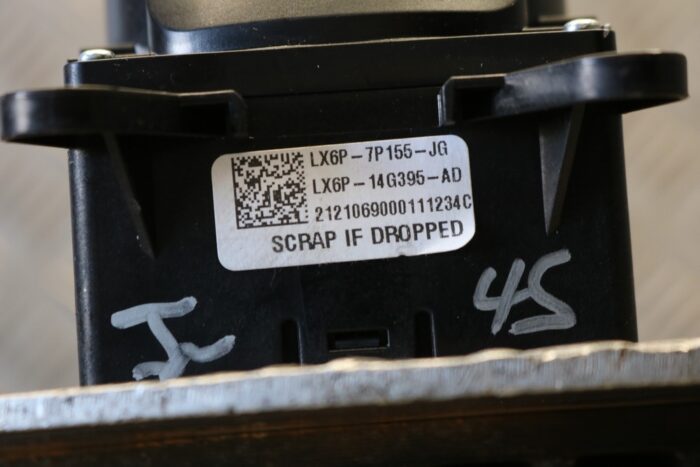 LX6P-7P155-JG
LX6P-14G395-AD
2121069000111234C
SCRAP IF DROPPED
45